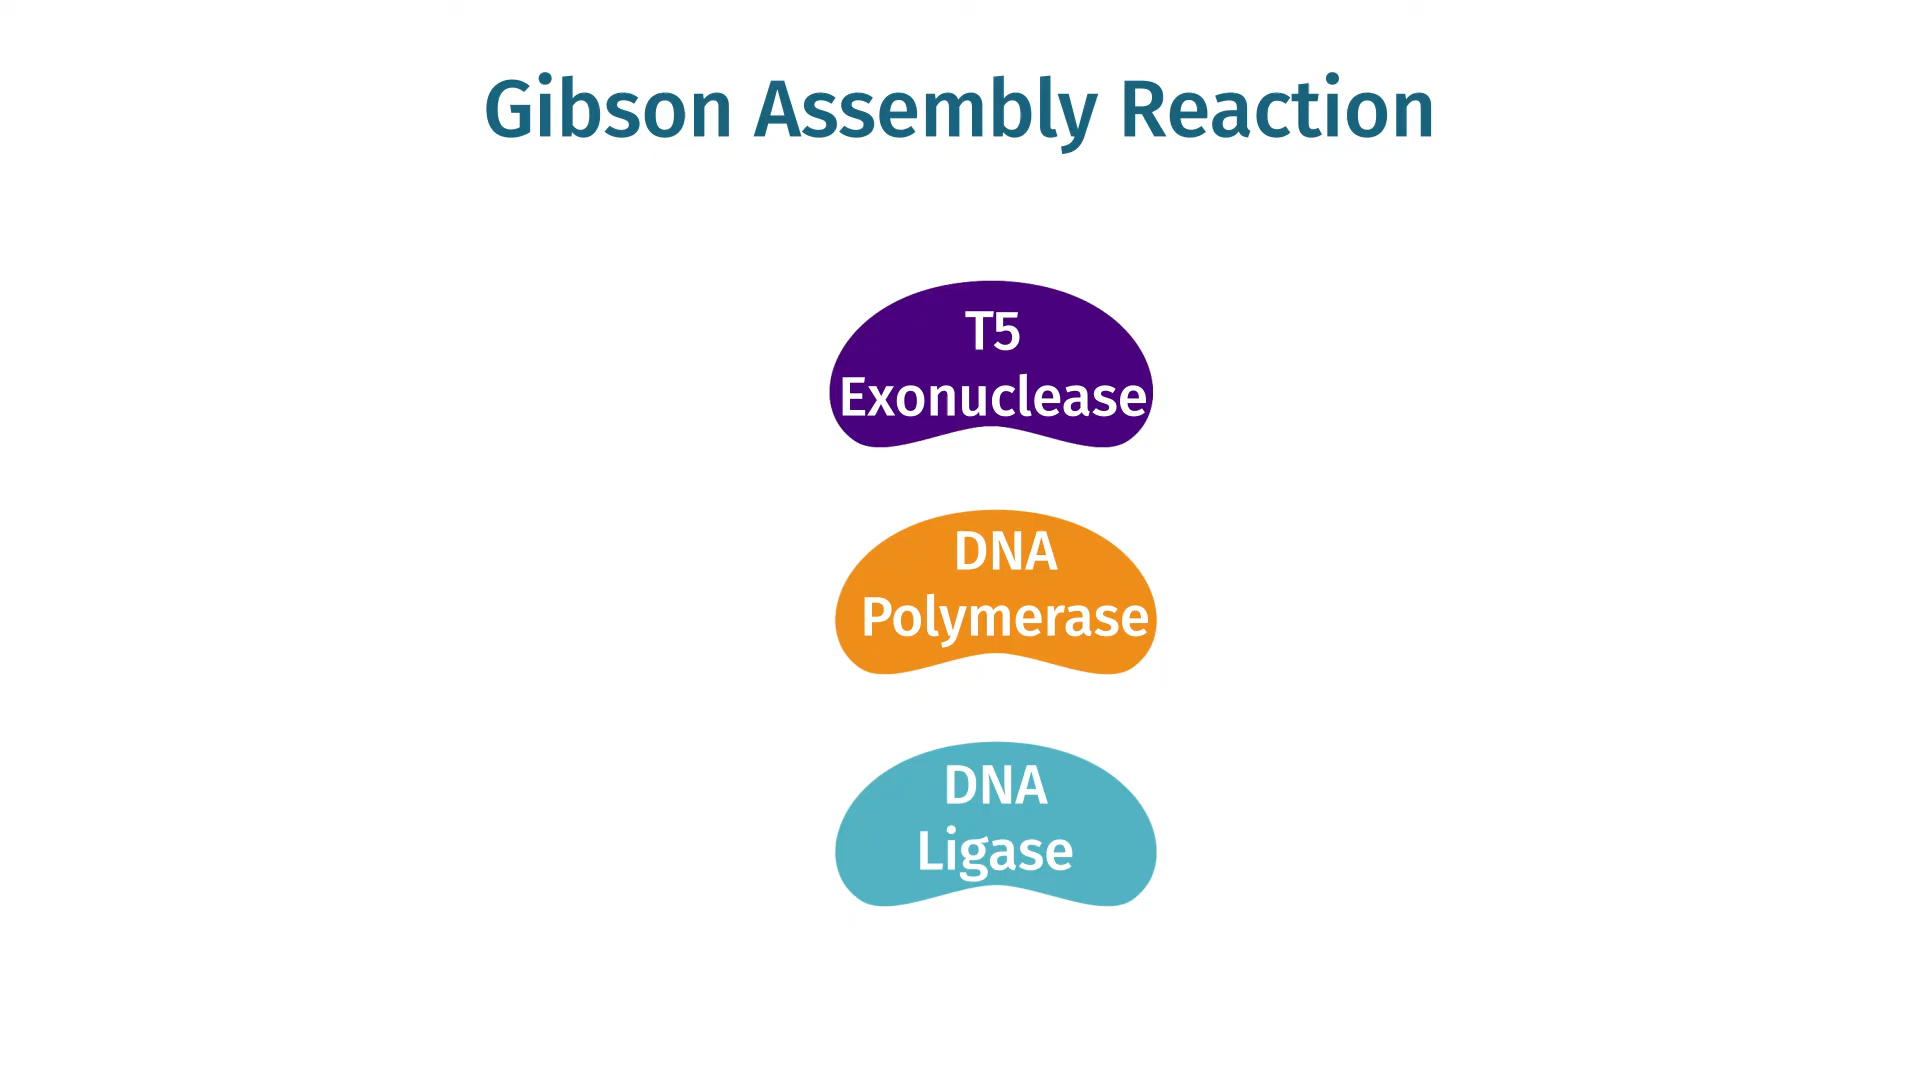 Gibson Assembly Reaction
T5
Exonuclease
DNA
Polymerase
DNA
Ligase